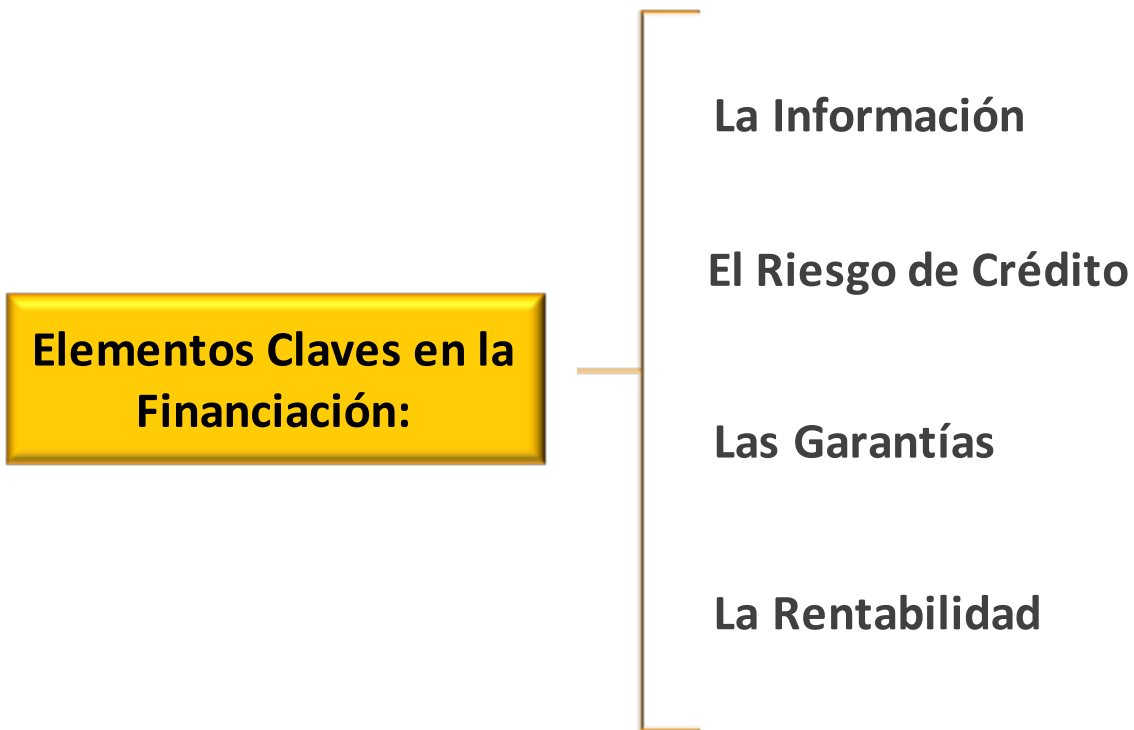 Elementos Claves en la
Financiación:
La Información
El Riesgo de Crédito
Las Garantías
La Rentabilidad